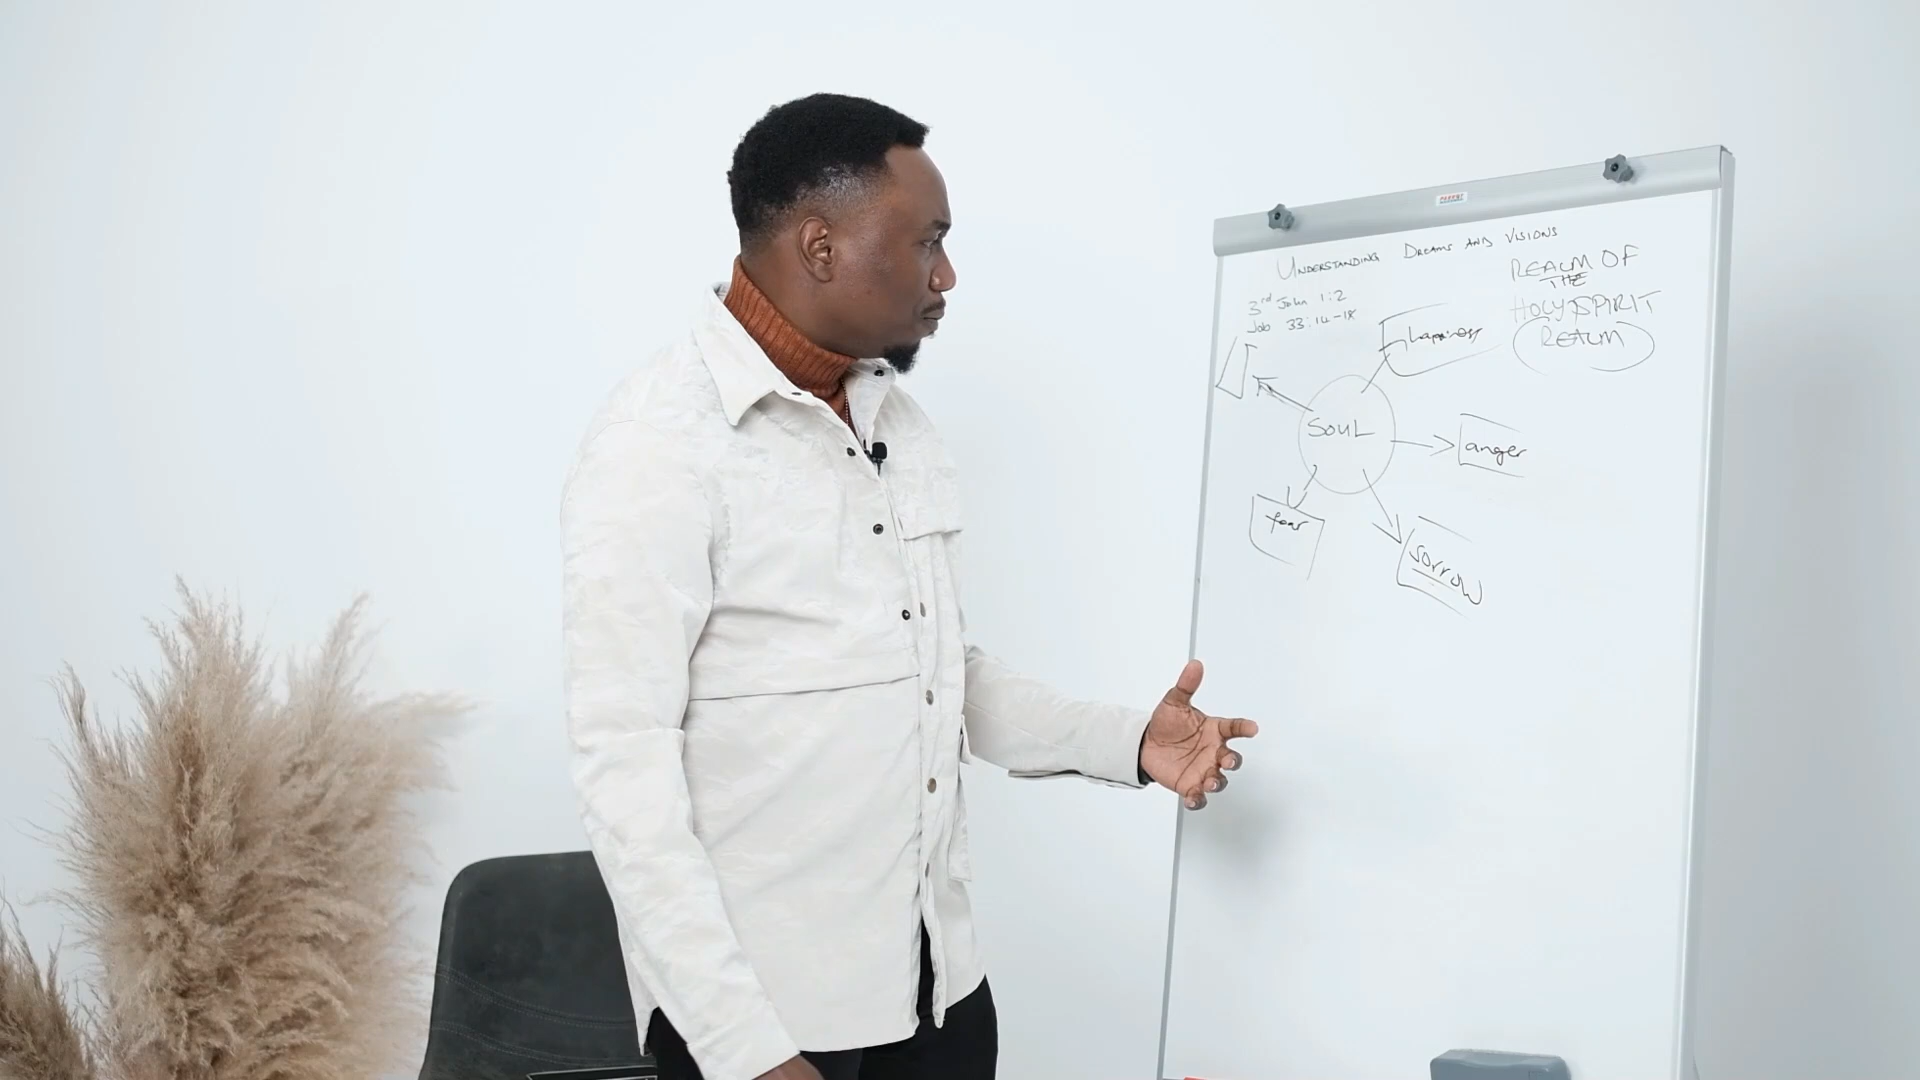 UNDERSTANDING DREAMS AND VISIONS
3rd John 1:2
Job 33:14-18
REALM OF
THE
HOLY SPIRIT
REALM
happiness
SOUL
anger
fear
sorrow